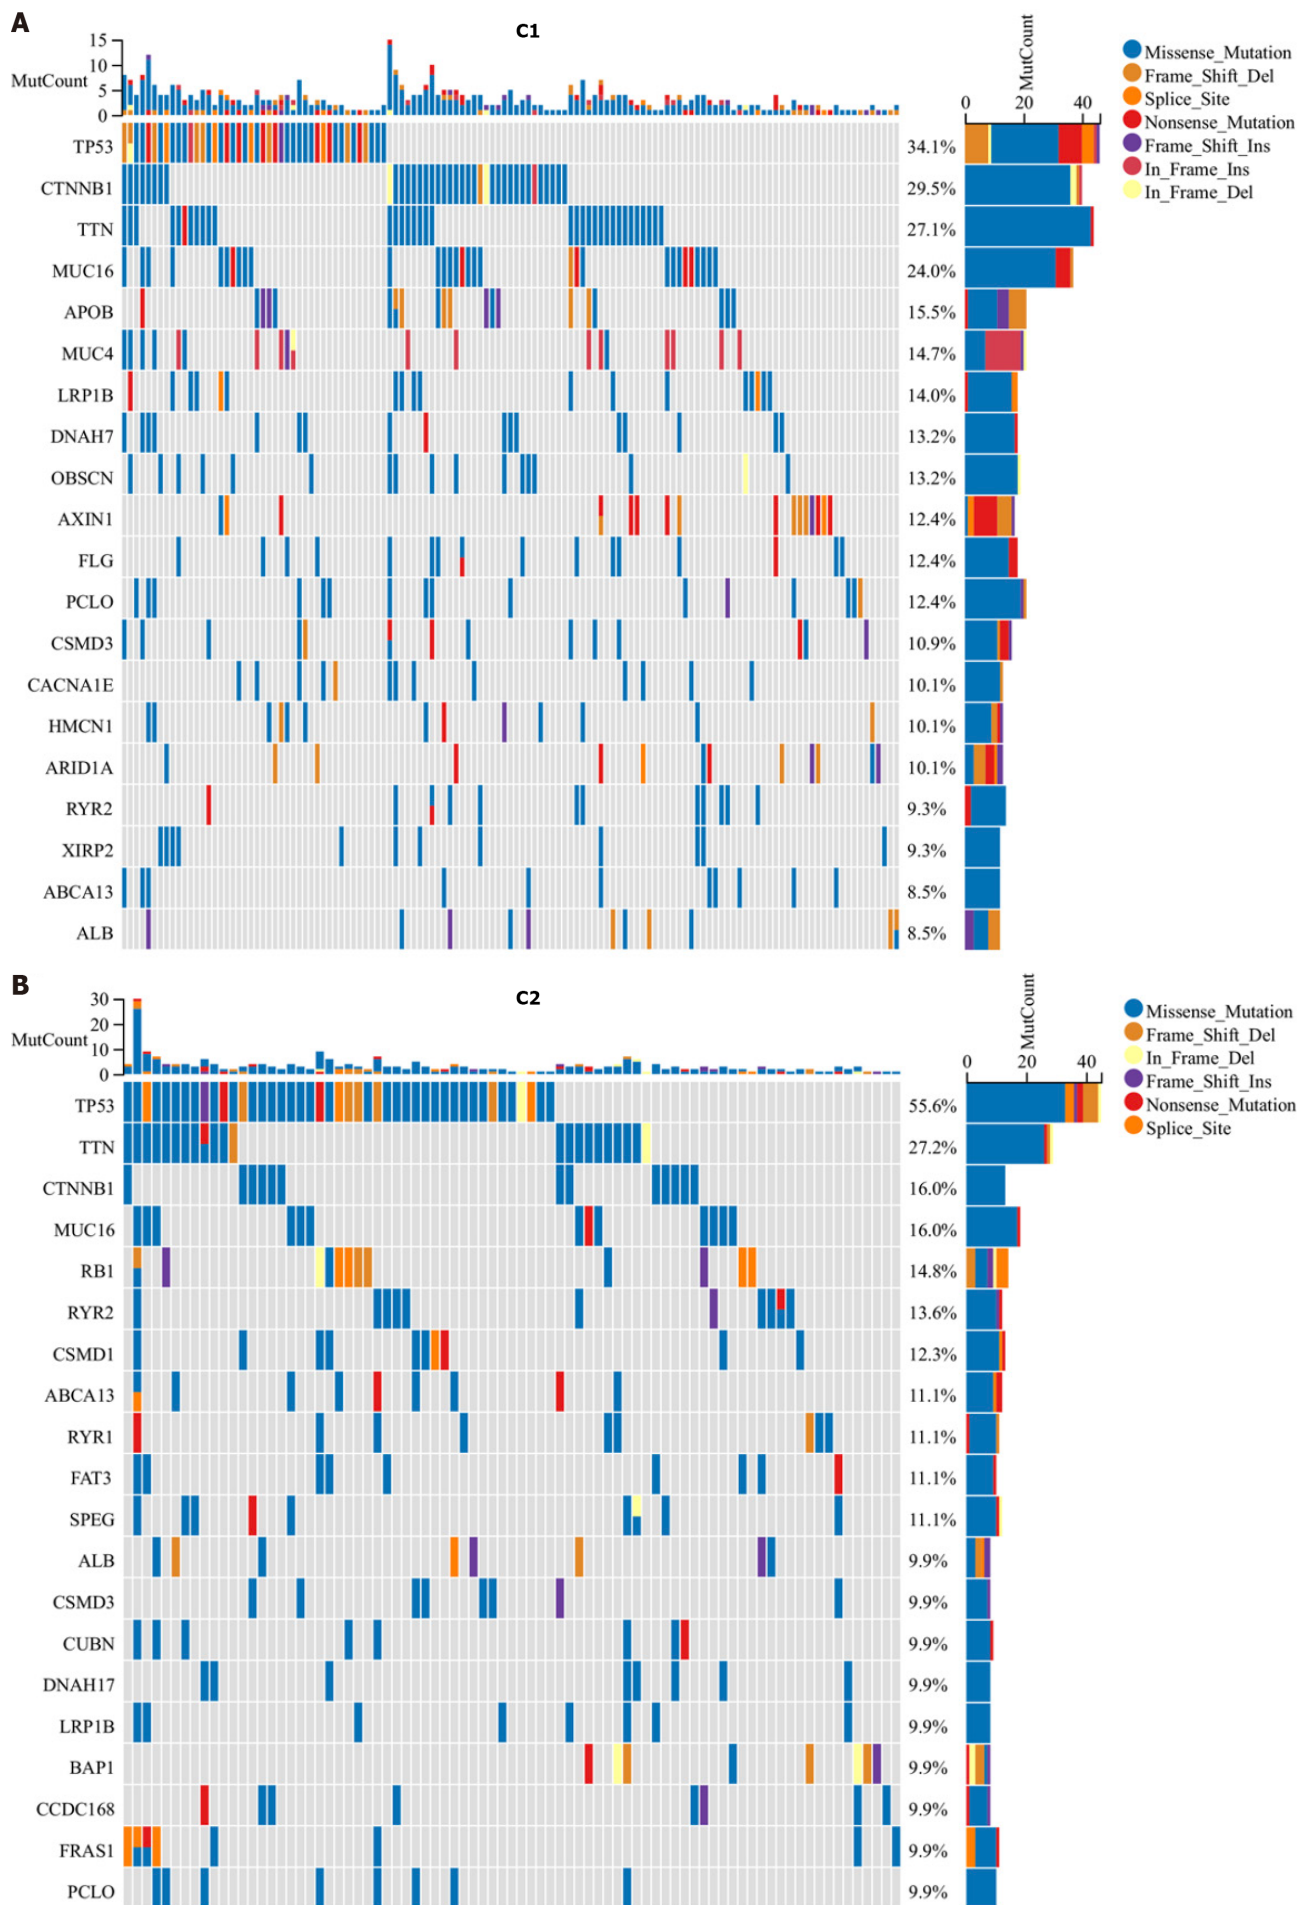 A
C1
MutCount
15
10
5
0
MutCount
0 20 40
Missense_Mutation
Frame_Shift_Del
Splice_Site
Nonsense_Mutation
Frame_Shift_Ins
In_Frame_Ins
In_Frame_Del
TP53 34.1%
CTNNB1 29.5%
TTN 27.1%
MUC16 24.0%
APOB 15.5%
MUC4 14.7%
LRP1B 14.0%
DNAH7 13.2%
OBSCN 13.2%
AXIN1 12.4%
FLG 12.4%
PCLO 12.4%
CSMD3 10.9%
CACNA1E 10.1%
HMCN1 10.1%
ARID1A 10.1%
RYR2 9.3%
XIRP2 9.3%
ABCA13 8.5%
ALB 8.5%
B
C2
MutCount
30
20
10
0
MutCount
0 20 40
Missense_Mutation
Frame_Shift_Del
In_Frame_Del
Frame_Shift_Ins
Nonsense_Mutation
Splice_Site
TP53 55.6%
TTN 27.2%
CTNNB1 16.0%
MUC16 16.0%
RB1 14.8%
RYR2 13.6%
CSMD1 12.3%
ABCA13 11.1%
RYR1 11.1%
FAT3 11.1%
SPEG 11.1%
ALB 9.9%
CSMD3 9.9%
CUBN 9.9%
DNAH17 9.9%
LRP1B 9.9%
BAP1 9.9%
CCDC168 9.9%
FRAS1 9.9%
PCLO 9.9%